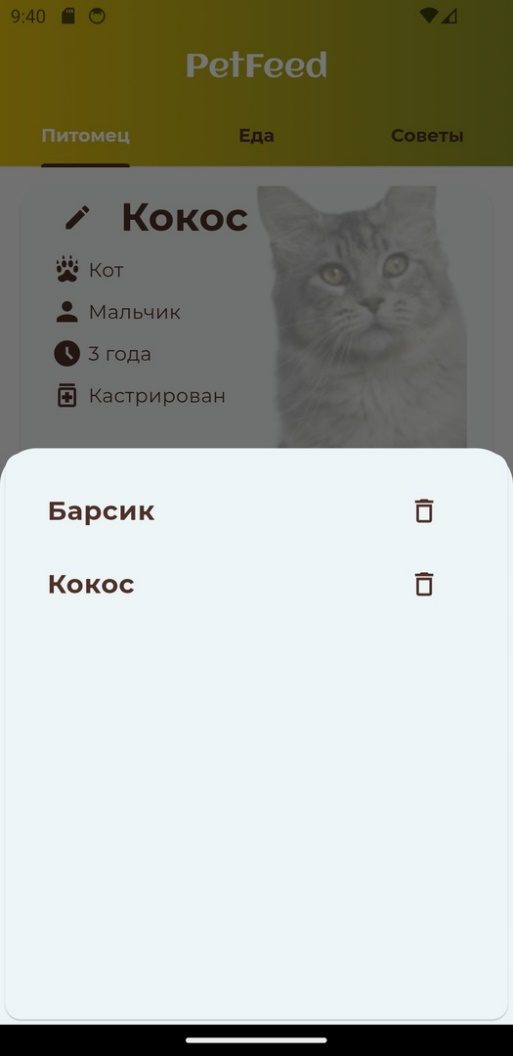 9:40
PetFeed
Питомец Еда Советы
Кокос
Кот
Мальчик
3 года
Кастрирован
Барсик
Кокос